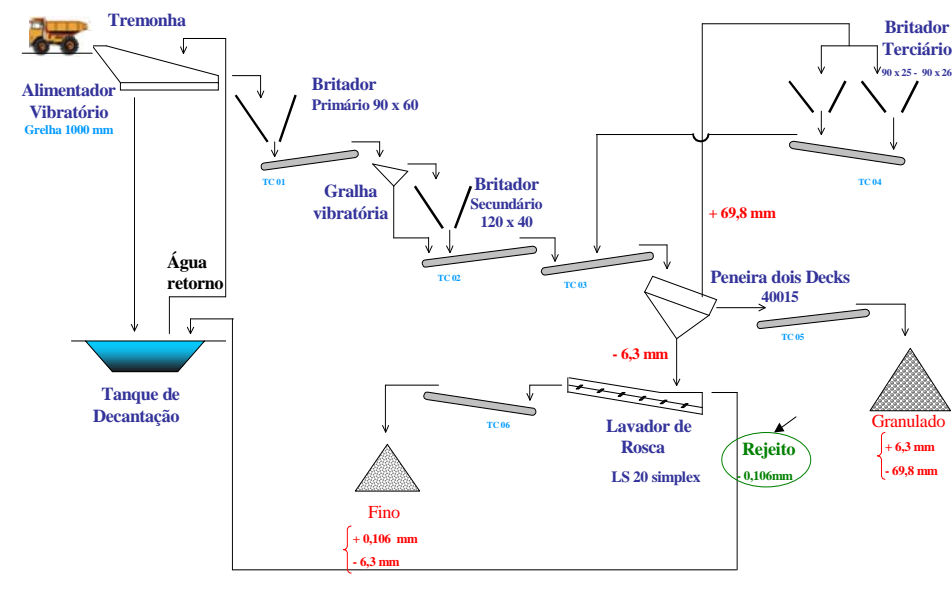 Tremonha
Alimentador
Vibratório
Grelha 1000 mm
Britador
Primário 90 x 60
TC 01
Gralha
vibratória
Britador
Secundário
120 x 40
TC 02
TC 03
Britador
Terciário
90 x 25 - 90 x 26
TC 04
+ 69,8 mm
Água
retorno
Peneira dois Decks
40015
TC 05
- 6,3 mm
Tanque de
Decantação
TC 06
Lavador de
Rosca
LS 20 simplex
Rejeito
- 0,106mm
Granulado
+ 6,3 mm
- 69,8 mm
Fino
+ 0,106 mm
- 6,3 mm